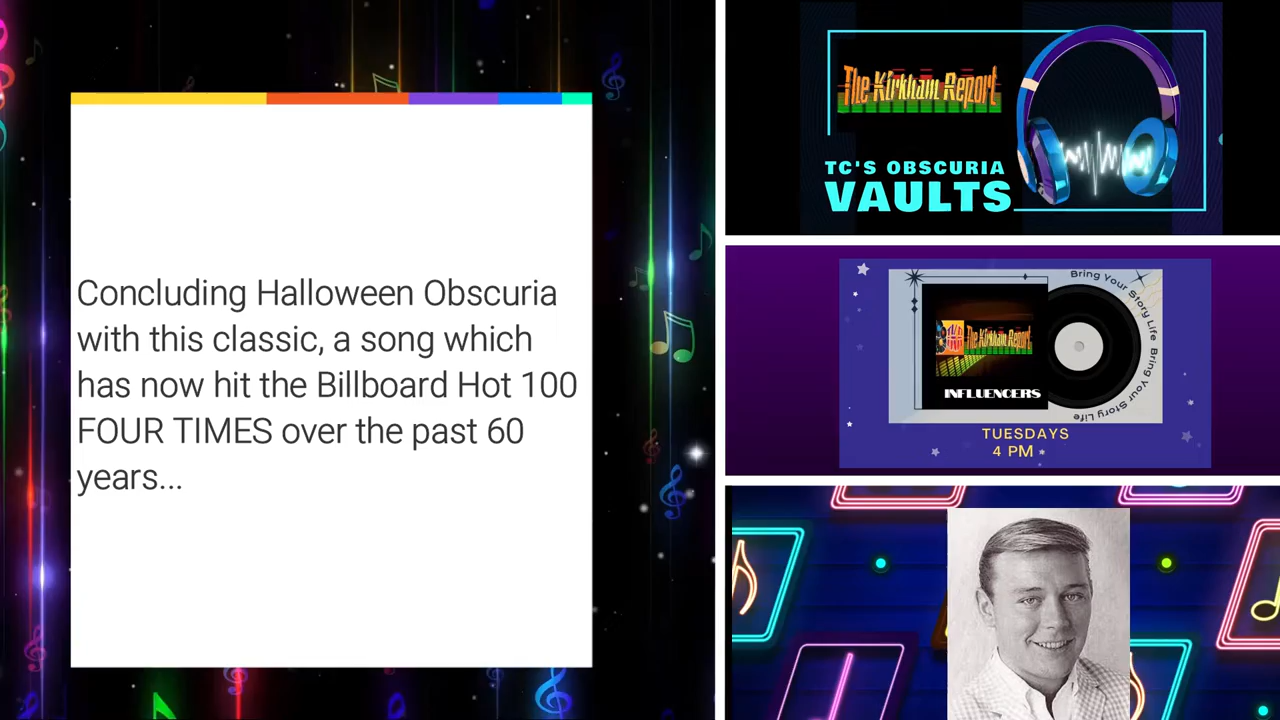 Concluding Halloween Obscuria
with this classic, a song which
has now hit the Billboard Hot 100
FOUR TIMES over the past 60
years...
The Kirkham Report
TC'S OBSCURIA
VAULTS
Bring Your Story Life Bring Your Story Life
The Kirkham Report
INFLUENCERS
TUESDAYS
4 PM